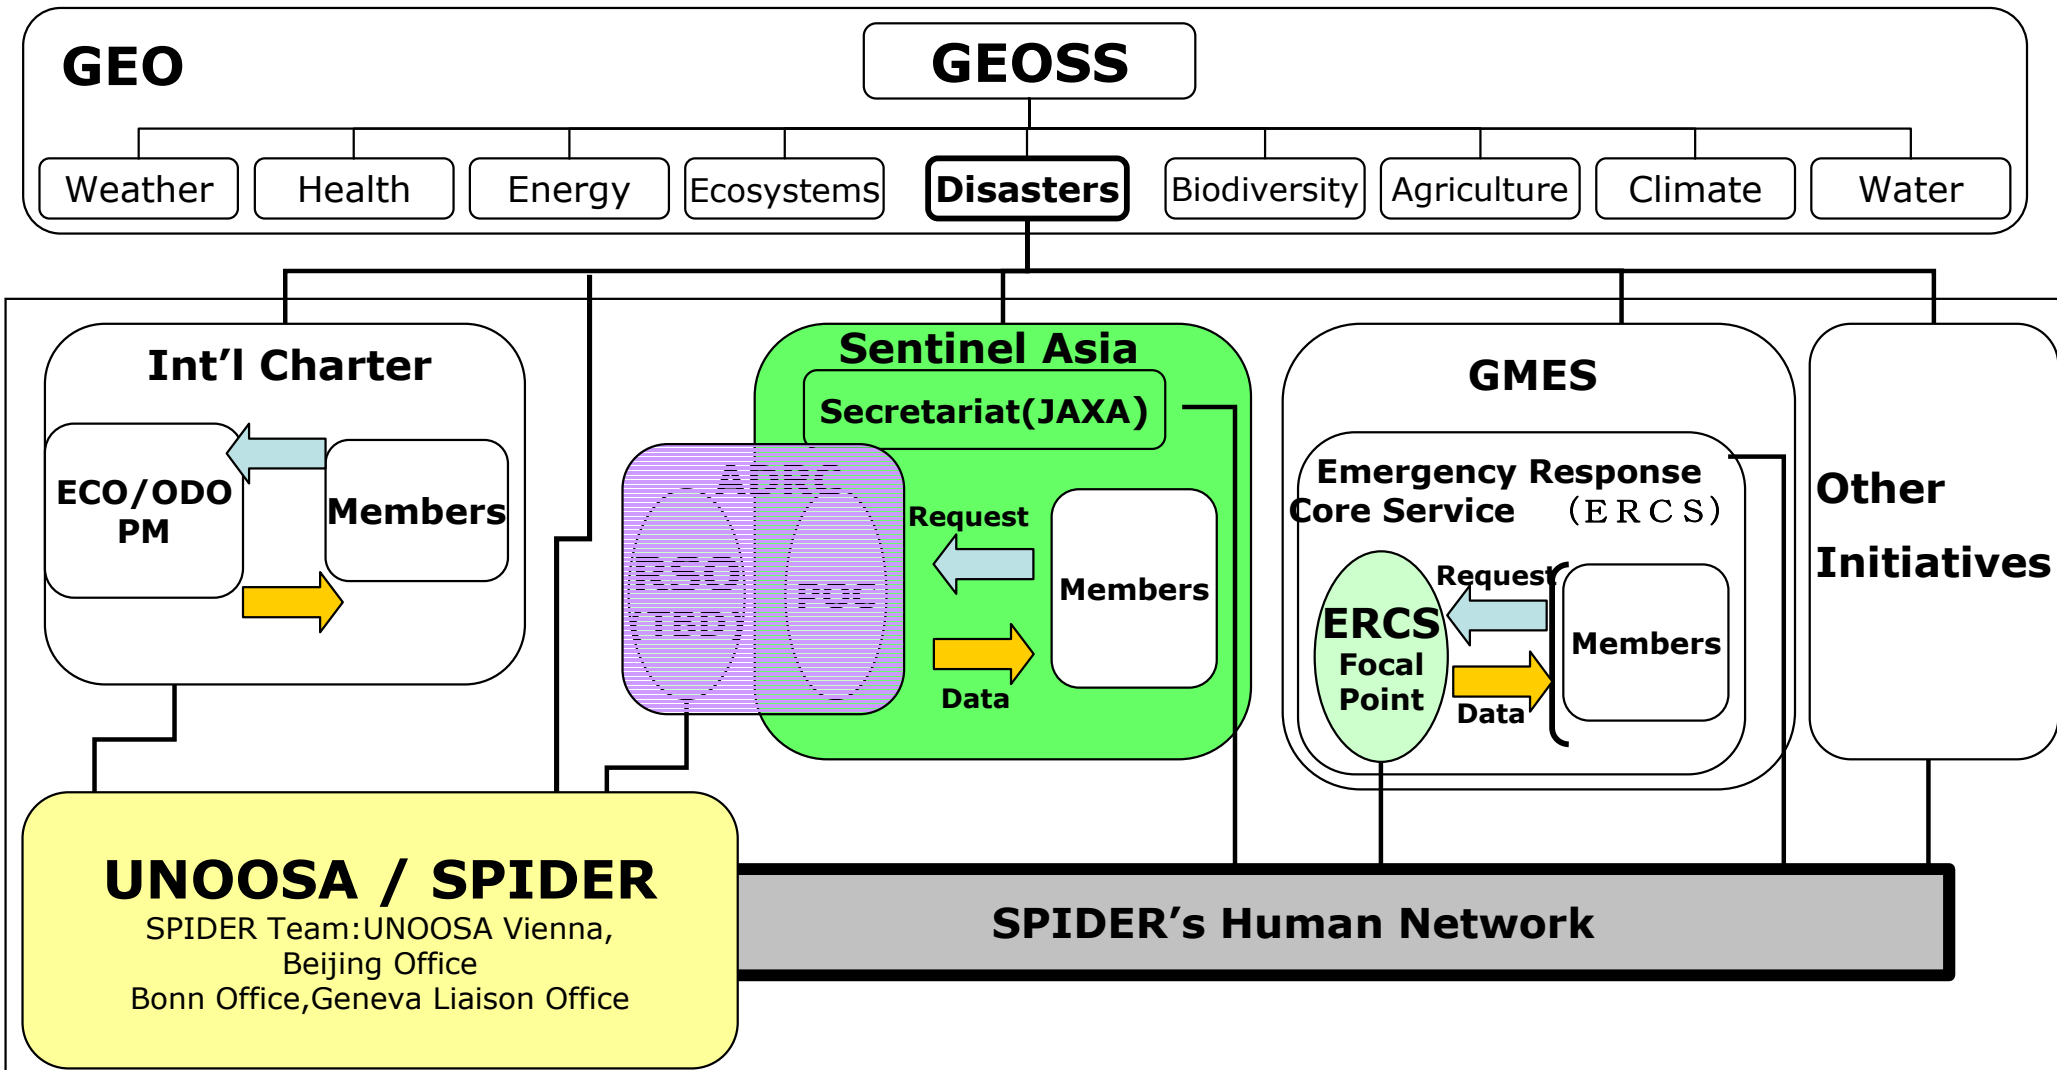 GEO
GEOSS
Weather
Health
Energy
Ecosystems
Disasters
Biodiversity
Agriculture
Climate
Water
Int’l Charter
ECO/ODO
PM
Members
Sentinel Asia
Secretariat(JAXA)
ADRC
RSO
TBD
POC
Request
Data
Members
GMES
Emergency Response
Core Service （ＥＲＣＳ）
ERCS
Focal
Point
Request
Data
Members
Other
Initiatives
UNOOSA / SPIDER
SPIDER Team:UNOOSA Vienna,
Beijing Office
Bonn Office,Geneva Liaison Office
SPIDER’s Human Network